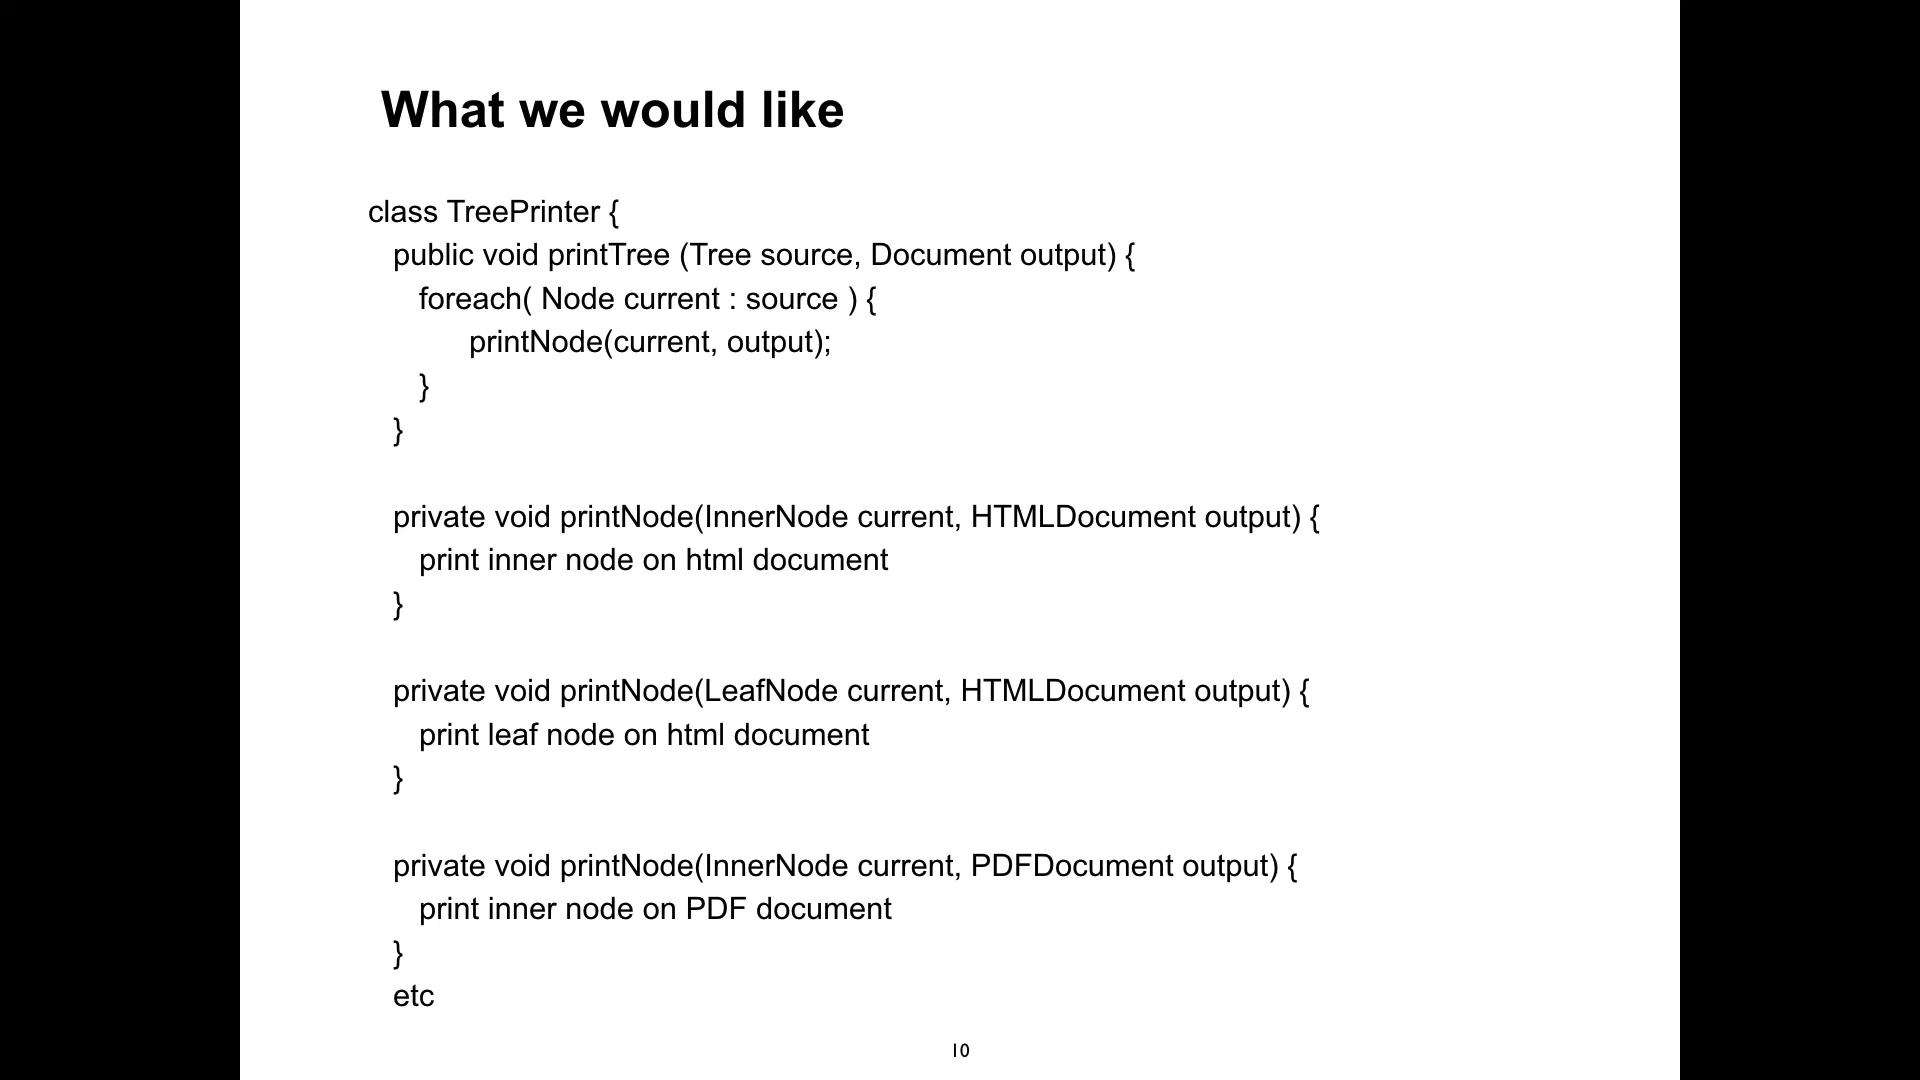 What we would like
class TreePrinter {
public void printTree (Tree source, Document output) {
foreach( Node current : source ) {
printNode(current, output);
}
}
private void printNode(InnerNode current, HTMLDocument output) {
print inner node on html document
}
private void printNode(LeafNode current, HTMLDocument output) {
print leaf node on html document
}
private void printNode(InnerNode current, PDFDocument output) {
print inner node on PDF document
}
etc
10